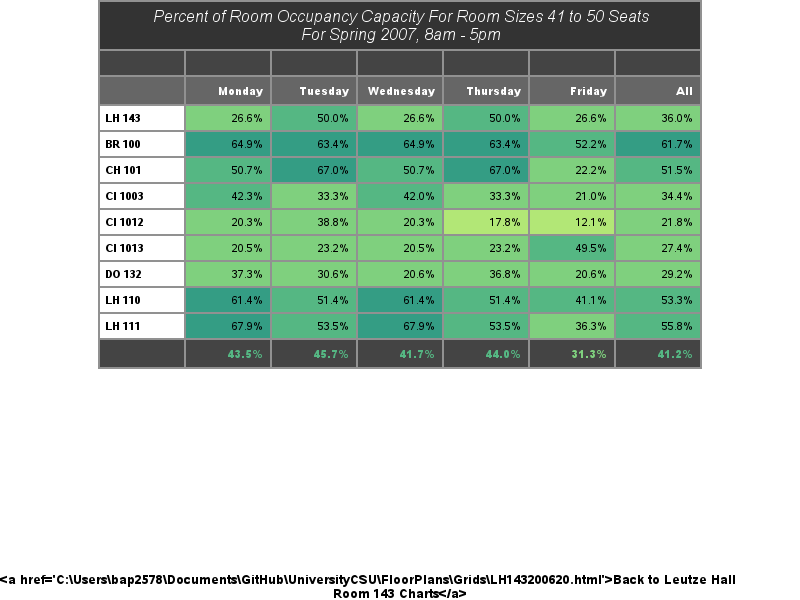 Percent of Room Occupancy Capacity For Room Sizes 41 to 50 Seats
For Spring 2007, 8am - 5pm
Monday Tuesday Wednesday Thursday Friday All
LH 143 26.6% 50.0% 26.6% 50.0% 26.6% 36.0%
BR 100 64.9% 63.4% 64.9% 63.4% 52.2% 61.7%
CH 101 50.7% 67.0% 50.7% 67.0% 22.2% 51.5%
CI 1003 42.3% 33.3% 42.0% 33.3% 21.0% 34.4%
CI 1012 20.3% 38.8% 20.3% 17.8% 12.1% 21.8%
CI 1013 20.5% 23.2% 20.5% 23.2% 49.5% 27.4%
DO 132 37.3% 30.6% 20.6% 36.8% 20.6% 29.2%
LH 110 61.4% 51.4% 61.4% 51.4% 41.1% 53.3%
LH 111 67.9% 53.5% 67.9% 53.5% 36.3% 55.8%
43.5% 45.7% 41.7% 44.0% 31.3% 41.2%
<a href='C:\Users\bap2578\Documents\GitHub\UniversityCSU\FloorPlans\Grids\LH143200620.html'>Back to Leutze Hall
Room 143 Charts</a>